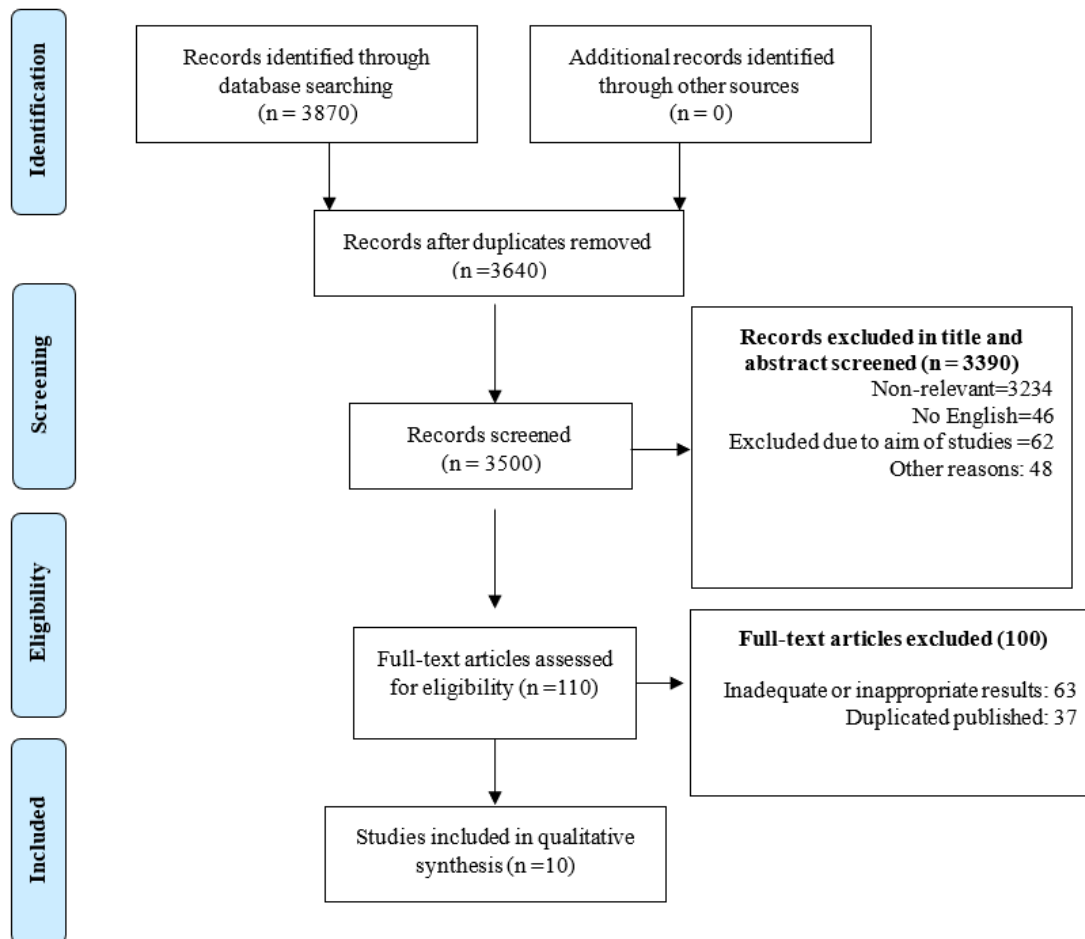 Identification
Records identified through
database searching
(n = 3870)
Additional records identified
through other sources
(n = 0)
Records after duplicates removed
(n =3640)
Screening
Records screened
(n = 3500)
Records excluded in title and
abstract screened (n = 3390)
Non-relevant=3234
No English=46
Excluded due to aim of studies =62
Other reasons: 48
Eligibility
Full-text articles assessed
for eligibility (n =110)
Full-text articles excluded (100)
Inadequate or inappropriate results: 63
Duplicated published: 37
Included
Studies included in qualitative
synthesis (n =10)